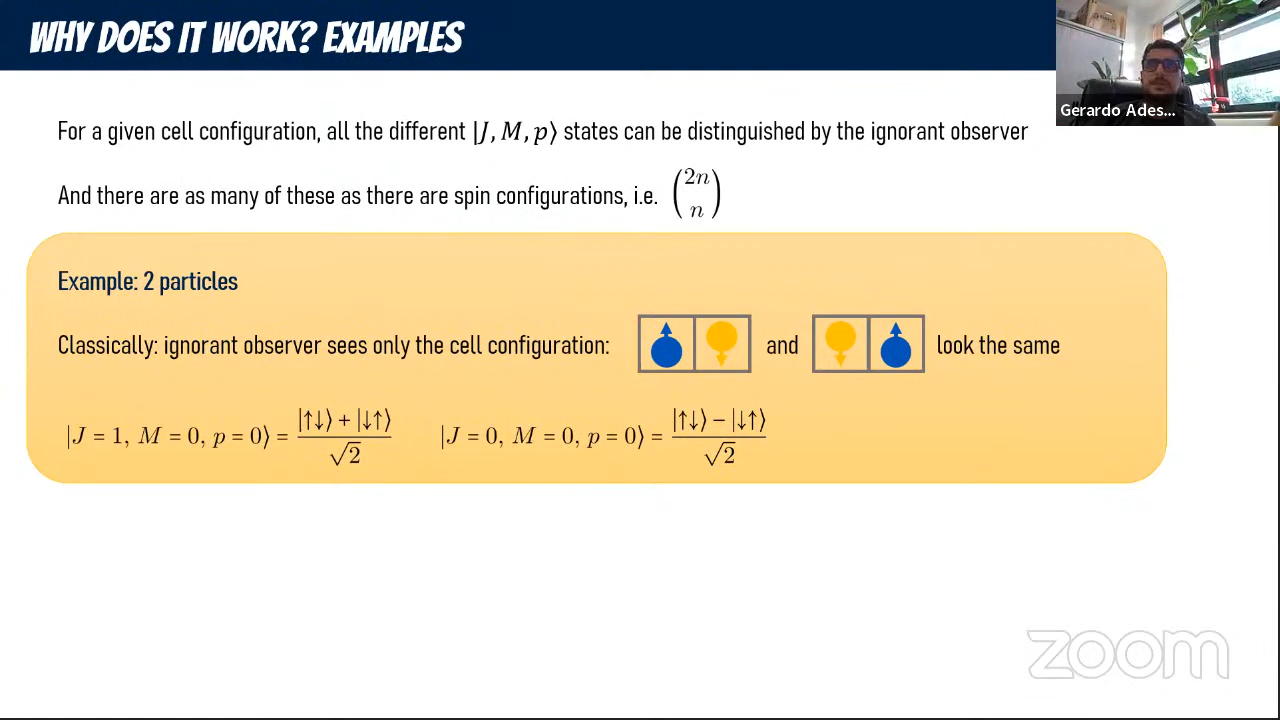 WHY DOES IT WORK? EXAMPLES
Gerardo Ades...
For a given cell configuration, all the different |J, M, p⟩ states can be distinguished by the ignorant observer
And there are as many of these as there are spin configurations, i.e. (2n n)
Example: 2 particles
Classically: ignorant observer sees only the cell configuration: and look the same
|J = 1, M = 0, p = 0⟩ = (|↑↓⟩ + |↓↑⟩)/√2 |J = 0, M = 0, p = 0⟩ = (|↑↓⟩ − |↓↑⟩)/√2
zoom